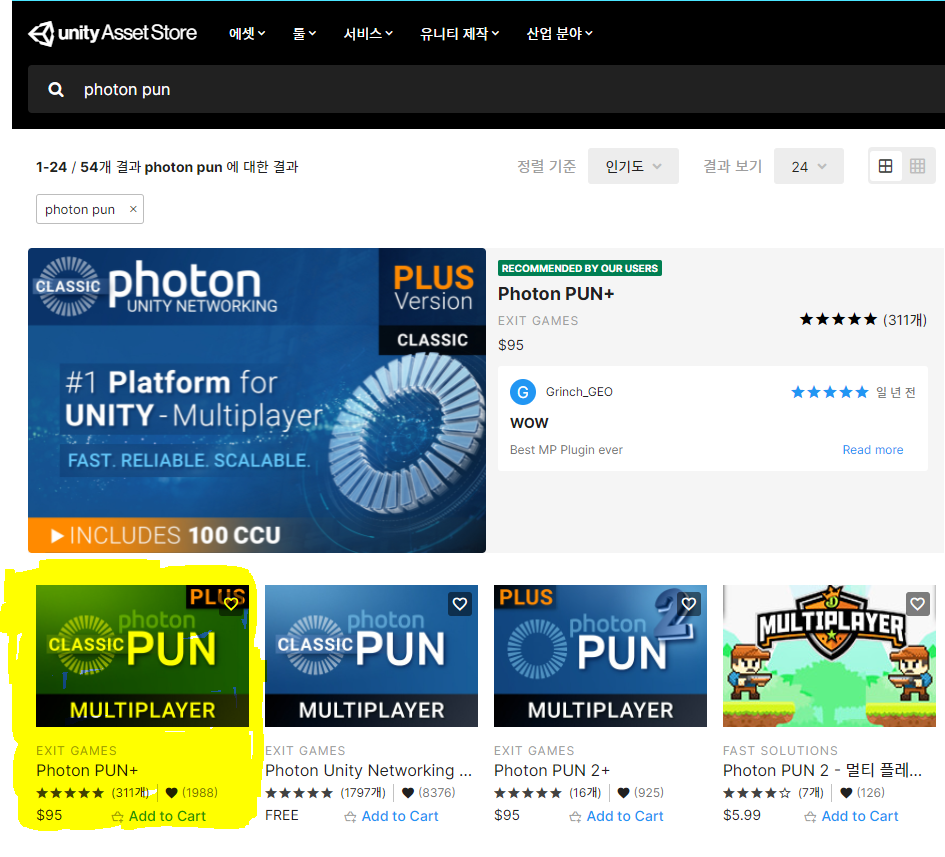 unity Asset Store 에셋 툴 서비스 유니티 제작 산업 분야
photon pun
1-24 / 54개 결과 photon pun 에 대한 결과 정렬 기준 인기도 결과 보기 24
photon pun ×
CLASSIC photon
UNITY NETWORKING
PLUS
Version
CLASSIC
#1 Platform for
UNITY - Multiplayer
FAST. RELIABLE. SCALABLE.
INCLUDES 100 CCU
RECOMMENDED BY OUR USERS
Photon PUN+
EXIT GAMES ★★★★★ (311개)
$95
G Grinch_GEO ★★★★★ 일 년 전
WOW
Best MP Plugin ever Read more
PLUS
photon
CLASSIC PUN
MULTIPLAYER
EXIT GAMES
Photon PUN+
★★★★★ (311개) (1988)
$95 Add to Cart
photon
CLASSIC PUN
MULTIPLAYER
EXIT GAMES
Photon Unity Networking ...
★★★★★ (1797개) (8376)
FREE Add to Cart
PLUS
photon 2
PUN
MULTIPLAYER
EXIT GAMES
Photon PUN 2+
★★★★★ (16개) (925)
$95 Add to Cart
MULTIPLAYER
FAST SOLUTIONS
Photon PUN 2 - 멀티 플레...
★★★★☆ (7개) (126)
$5.99 Add to Cart